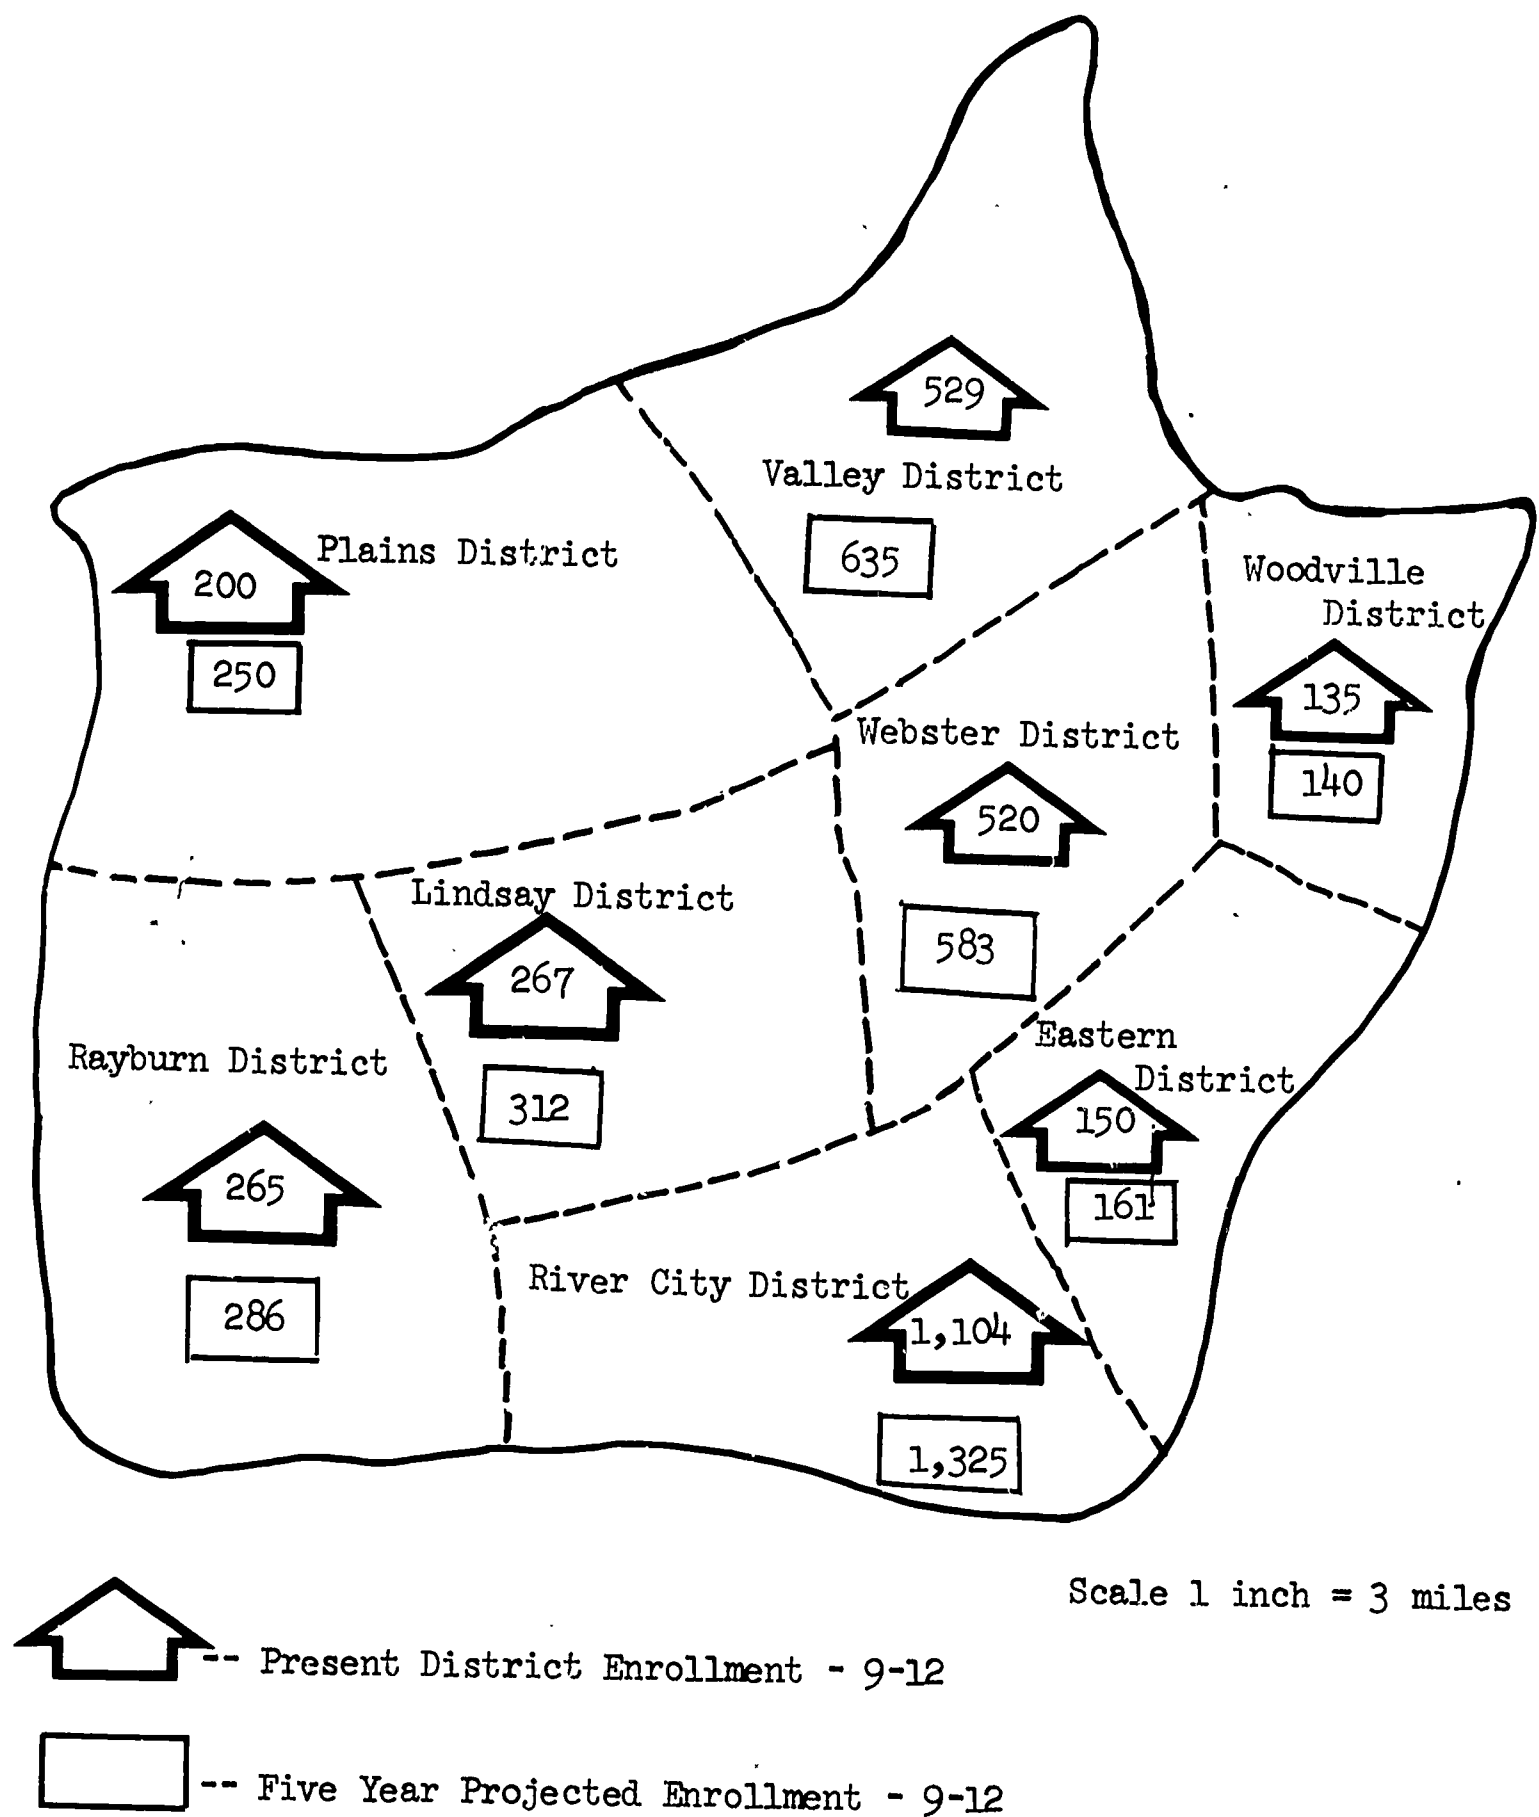 529
Valley District
635
Plains District
200
250
Woodville
District
135
140
Webster District
520
583
Lindsay District
267
312
Eastern
District
150
161
Rayburn District
265
286
River City District
1,104
1,325
Scale 1 inch = 3 miles
-- Present District Enrollment - 9-12
-- Five Year Projected Enrollment - 9-12